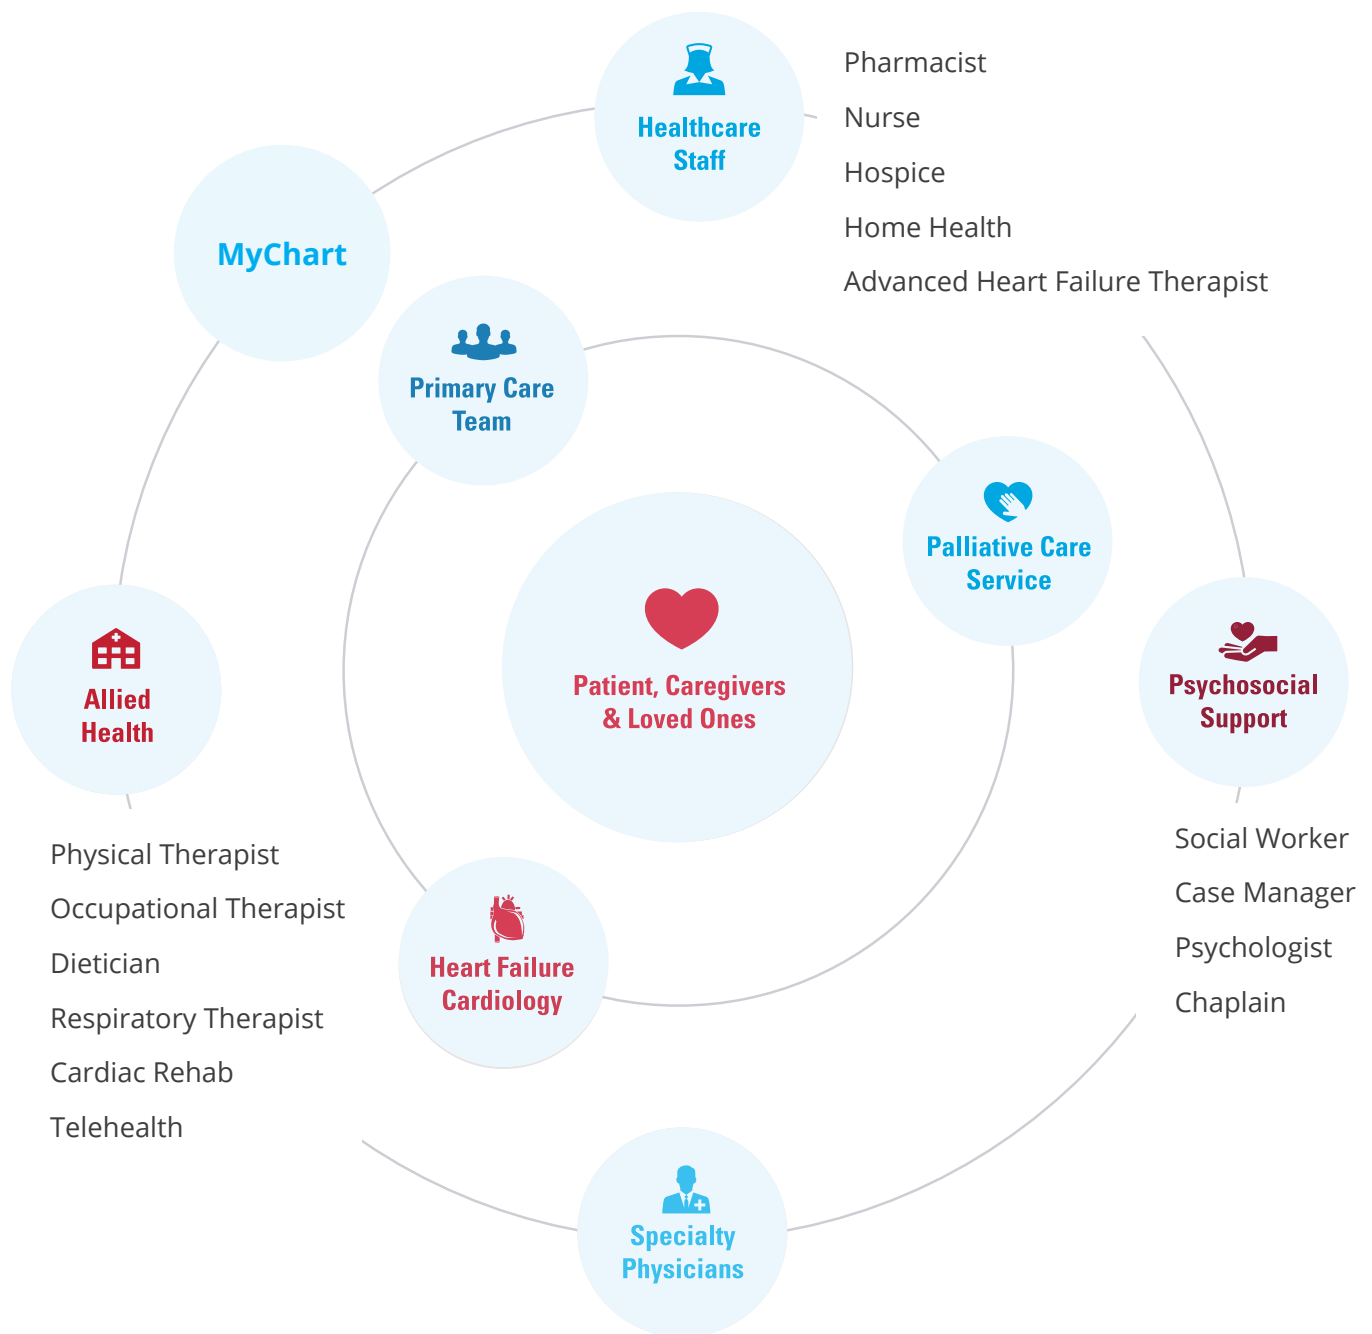 Healthcare
Staff
Pharmacist
Nurse
Hospice
Home Health
Advanced Heart Failure Therapist
MyChart
Primary Care
Team
Palliative Care
Service
Patient, Caregivers
& Loved Ones
Allied
Health
Physical Therapist
Occupational Therapist
Dietician
Respiratory Therapist
Cardiac Rehab
Telehealth
Psychosocial
Support
Social Worker
Case Manager
Psychologist
Chaplain
Heart Failure
Cardiology
Specialty
Physicians